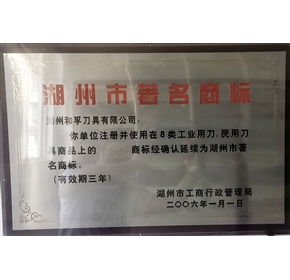 湖州市著名商标
湖州和孚刀具有限公司:
你单位注册并使用在8类工业用刀、民用刀
具商品上的 商标经确认延续为湖州市著
名商标。
(有效期三年)
湖州市工商行政管理局
二〇〇六年一月一日